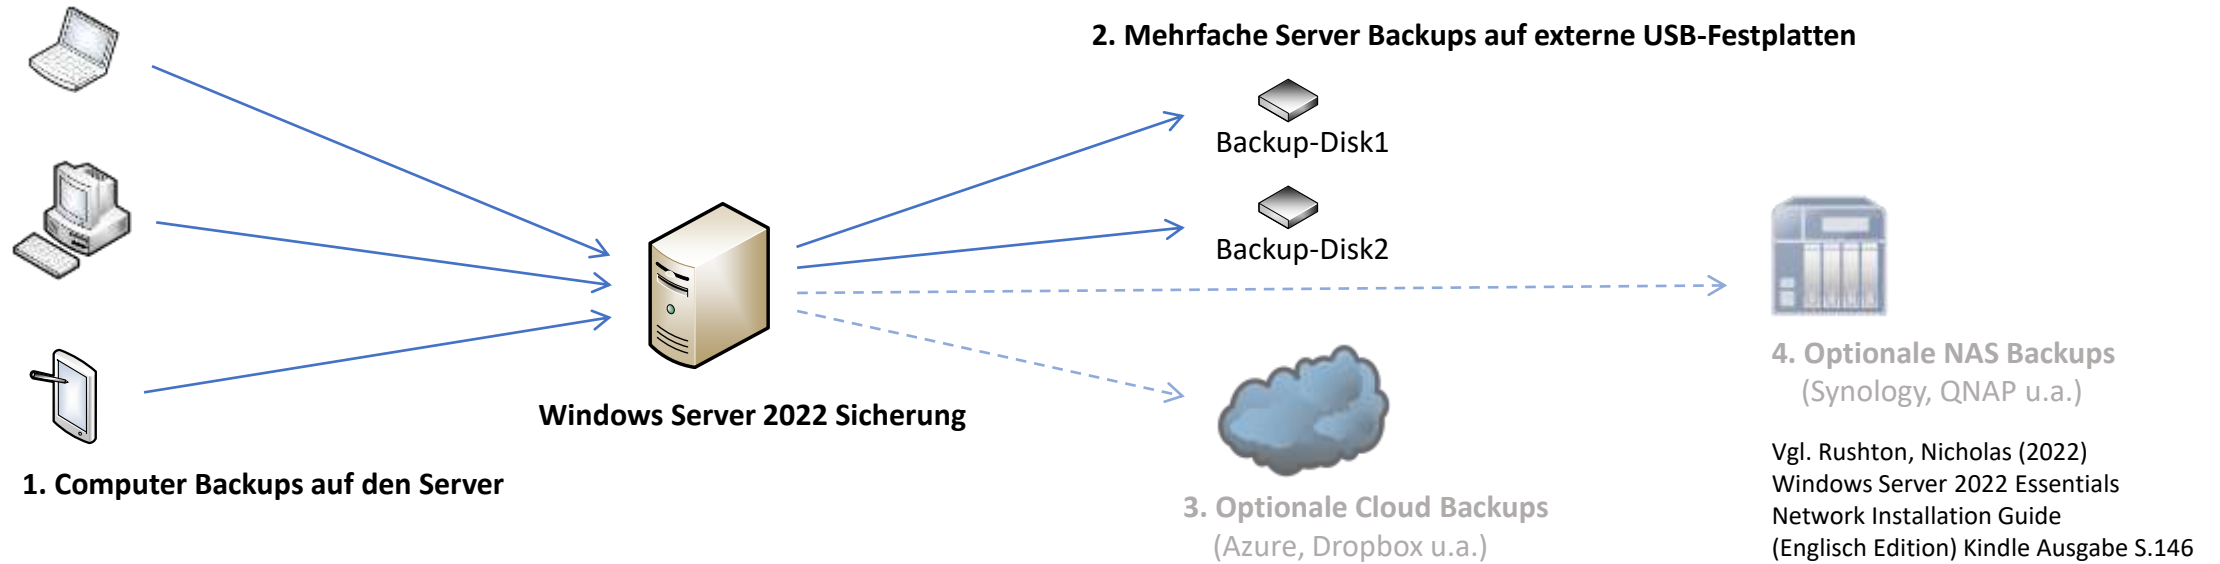 2. Mehrfache Server Backups auf externe USB-Festplatten
Backup-Disk1
Backup-Disk2
Windows Server 2022 Sicherung
1. Computer Backups auf den Server
3. Optionale Cloud Backups
(Azure, Dropbox u.a.)
4. Optionale NAS Backups
(Synology, QNAP u.a.)
Vgl. Rushton, Nicholas (2022)
Windows Server 2022 Essentials
Network Installation Guide
(Englisch Edition) Kindle Ausgabe S.146